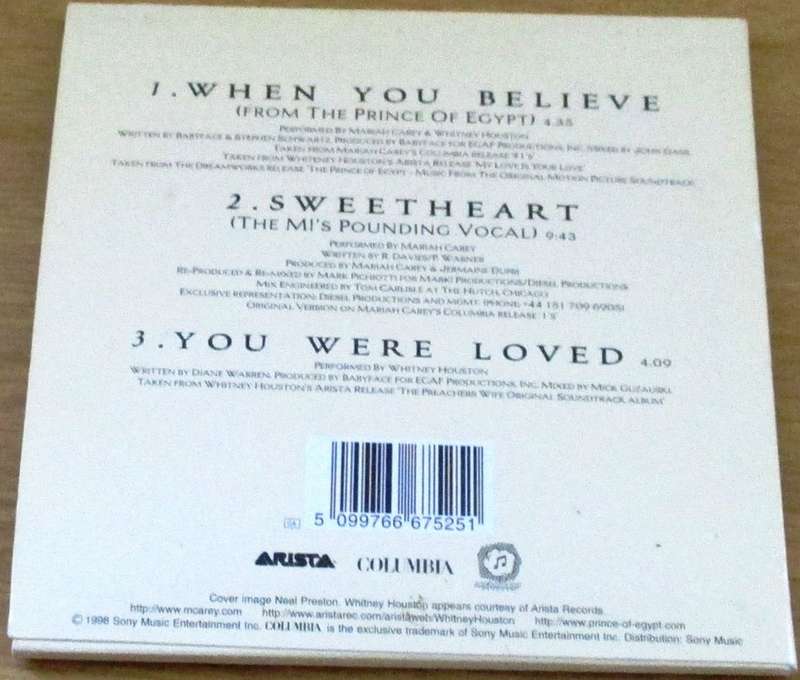 1. WHEN YOU BELIEVE
(FROM THE PRINCE OF EGYPT) 4.35
PERFORMED BY MARIAH CAREY & WHITNEY HOUSTON
WRITTEN BY BABYFACE & STEPHEN SCHWARTZ. PRODUCED BY BABYFACE FOR ECAF PRODUCTIONS, INC. MIXED BY JOHN GASS.
TAKEN FROM MARIAH CAREY'S COLUMBIA RELEASE '#1'S'
TAKEN FROM WHITNEY HOUSTON'S ARISTA RELEASE 'MY LOVE IS YOUR LOVE'
TAKEN FROM THE DREAMWORKS RELEASE 'THE PRINCE OF EGYPT - MUSIC FROM THE ORIGINAL MOTION PICTURE SOUNDTRACK'
2. SWEETHEART
(THE MI'S POUNDING VOCAL) 9:43
PERFORMED BY MARIAH CAREY
WRITTEN BY R. DAVIES/P. WARNER
PRODUCED BY MARIAH CAREY & JERMAINE DUPRI
RE-PRODUCED & RE-MIXED BY MARK PICHIOTTI FOR MARK! PRODUCTIONS/DIESEL PRODUCTIONS
MIX ENGINEERED BY TOM CARLISLE AT THE HUTCH, CHICAGO
EXCLUSIVE REPRESENTATION: DIESEL PRODUCTIONS AND MGMT. (PHONE: +44 181 709 6905)
ORIGINAL VERSION ON MARIAH CAREY'S COLUMBIA RELEASE
3. YOU WERE LOVED 4.09
PERFORMED BY WHITNEY HOUSTON
WRITTEN BY DIANE WARREN. PRODUCED BY BABYFACE FOR ECAF PRODUCTIONS, INC. MIXED BY MICK GUZAUSKI.
TAKEN FROM WHITNEY HOUSTON'S ARISTA RELEASE 'THE PREACHERS WIFE ORIGINAL SOUNDTRACK ALBUM'
5 099766 675251
ARISTA COLUMBIA
Cover image Neal Preston. Whitney Houston appears courtesy of Arista Records
http://www.mcarey.com http://www.aristarec.com/aristaweb/WhitneyHouston http://www.prince-of-egypt.com
© 1998 Sony Music Entertainment Inc. COLUMBIA is the exclusive trademark of Sony Music Entertainment Inc. Distribution: Sony Music